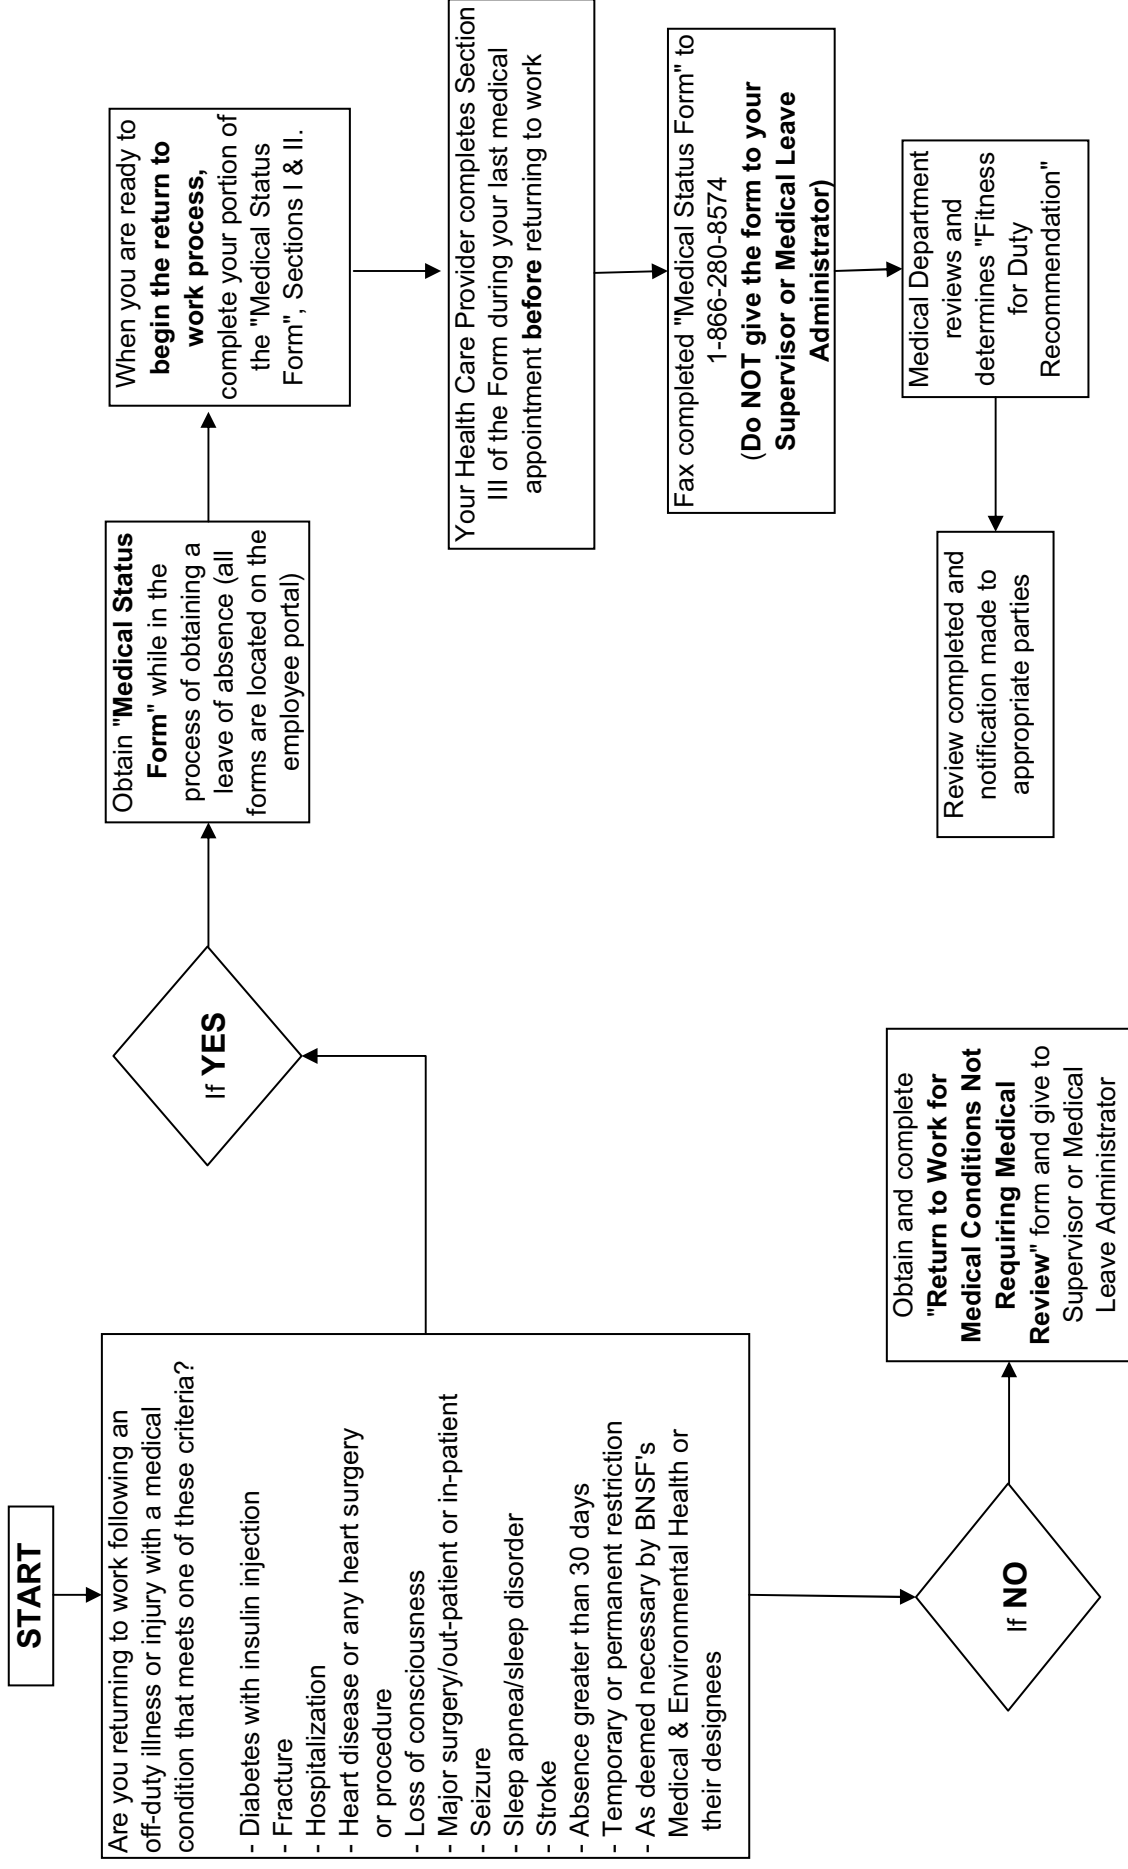 START
Are you returning to work following an
off-duty illness or injury with a medical
condition that meets one of these criteria?
- Diabetes with insulin injection
- Fracture
- Hospitalization
- Heart disease or any heart surgery
or procedure
- Loss of consciousness
- Major surgery/out-patient or in-patient
- Seizure
- Sleep apnea/sleep disorder
- Stroke
- Absence greater than 30 days
- Temporary or permanent restriction
- As deemed necessary by BNSF's
Medical & Environmental Health or
their designees
If YES
Obtain "Medical Status
Form" while in the
process of obtaining a
leave of absence (all
forms are located on the
employee portal)
When you are ready to
begin the return to
work process,
complete your portion of
the "Medical Status
Form", Sections I & II.
Your Health Care Provider completes Section
III of the Form during your last medical
appointment before returning to work
Fax completed "Medical Status Form" to
1-866-280-8574
(Do NOT give the form to your
Supervisor or Medical Leave
Administrator)
Medical Department
reviews and
determines "Fitness
for Duty
Recommendation"
Review completed and
notification made to
appropriate parties
If NO
Obtain and complete
"Return to Work for
Medical Conditions Not
Requiring Medical
Review" form and give to
Supervisor or Medical
Leave Administrator